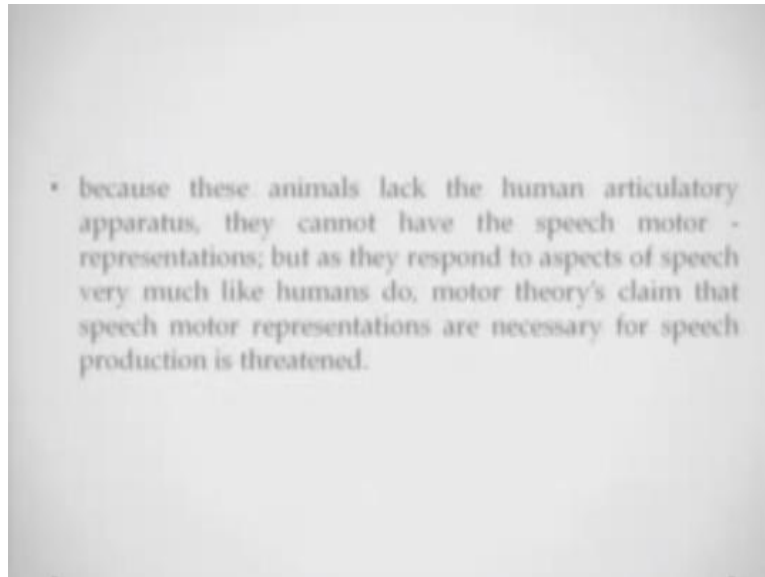 • because these animals lack the human articulatory
apparatus, they cannot have the speech motor -
representations; but as they respond to aspects of speech
very much like humans do, motor theory's claim that
speech motor representations are necessary for speech
production is threatened.